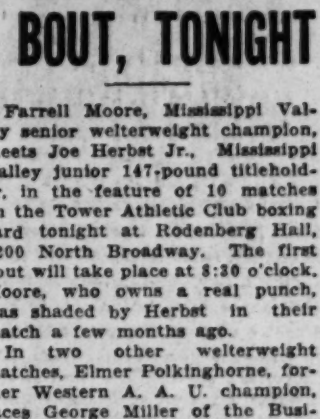 BOUT, TONIGHT
Farrell Moore, Mississippi Val-
y senior welterweight champion,
eets Joe Herbst Jr., Mississippi
alley junior 147-pound titlehold-
r, in the feature of 10 matches
n the Tower Athletic Club boxing
ard tonight at Rodenberg Hall,
200 North Broadway. The first
out will take place at 8:30 o'clock.
oore, who owns a real punch,
as shaded by Herbst in their
atch a few months ago.
In two other welterweight
atches, Elmer Polkinghorne, for-
er Western A. A. U. champion,
aces George Miller of the Busi-